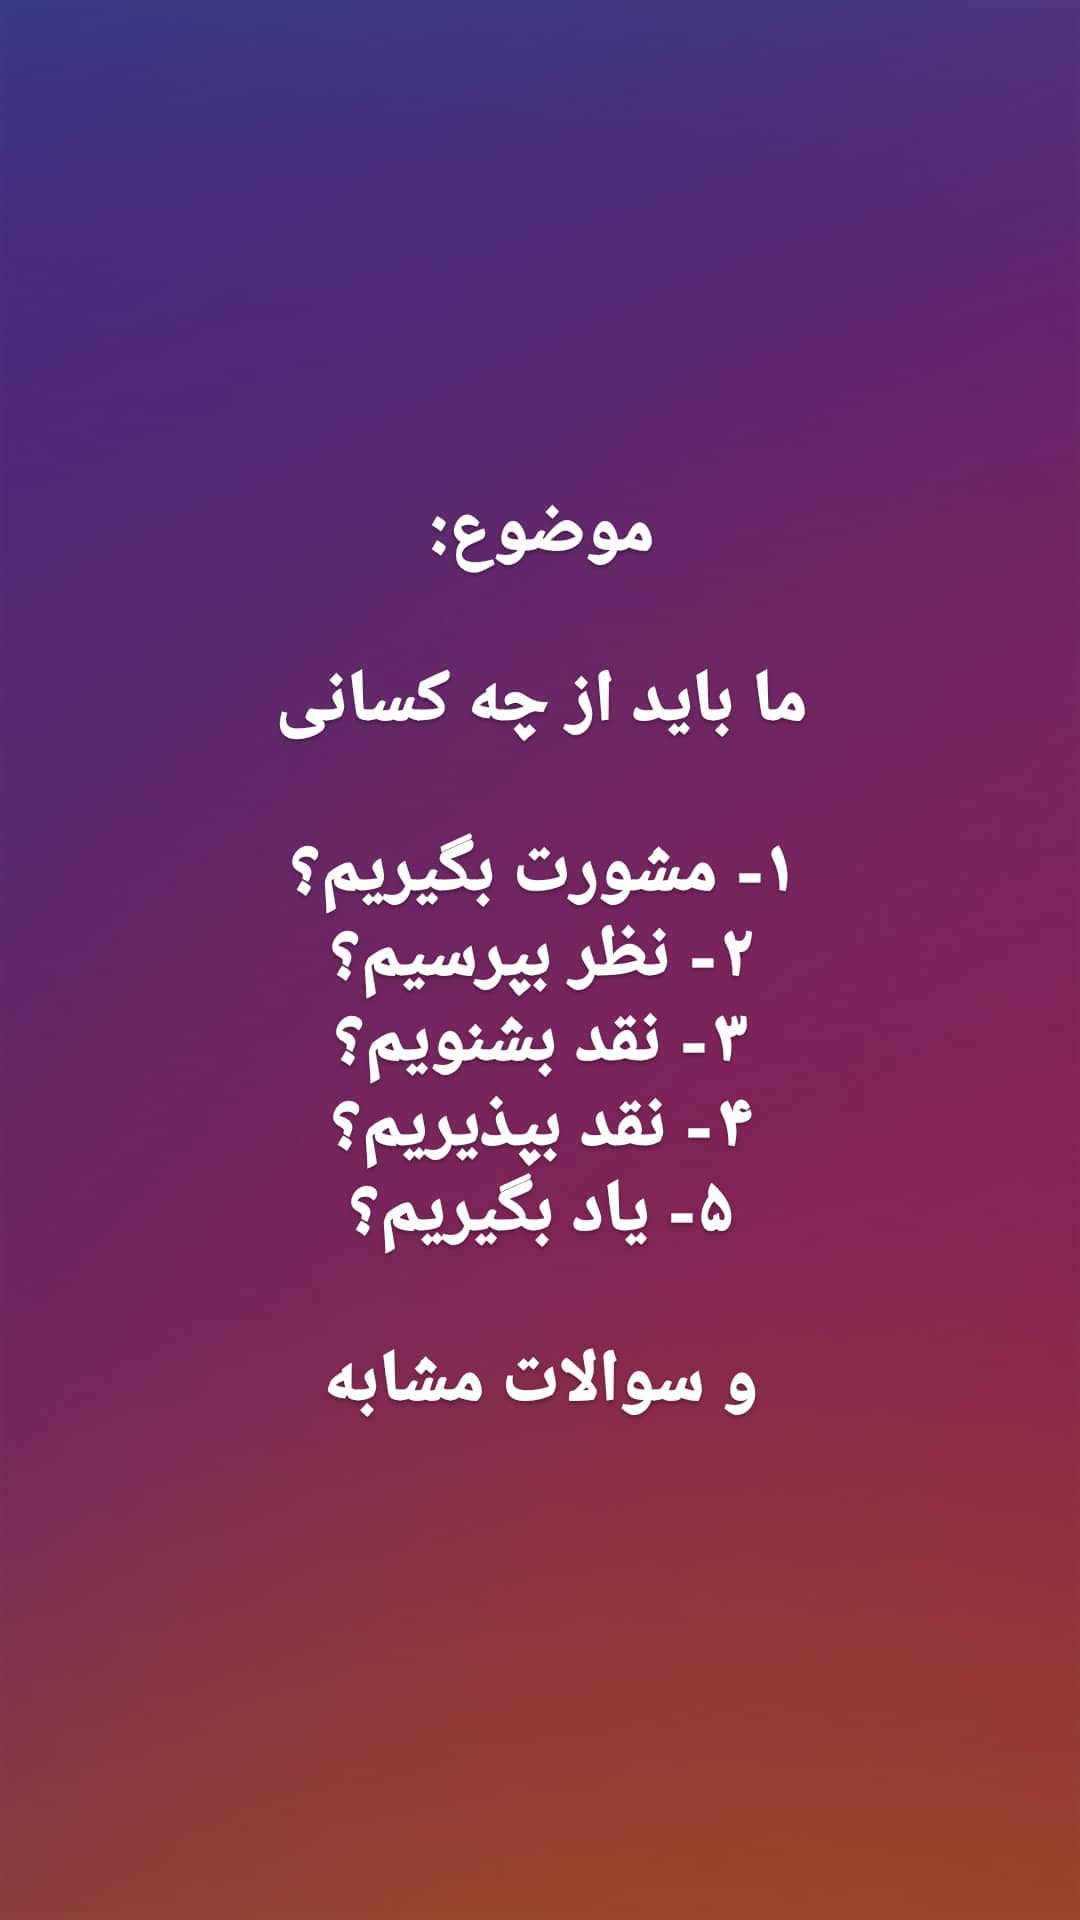 موضوع:
ما باید از چه کسانی
۱- مشورت بگیریم؟
۲- نظر بپرسیم؟
۳- نقد بشنویم؟
۴- نقد بپذیریم؟
۵- یاد بگیریم؟
و سوالات مشابه